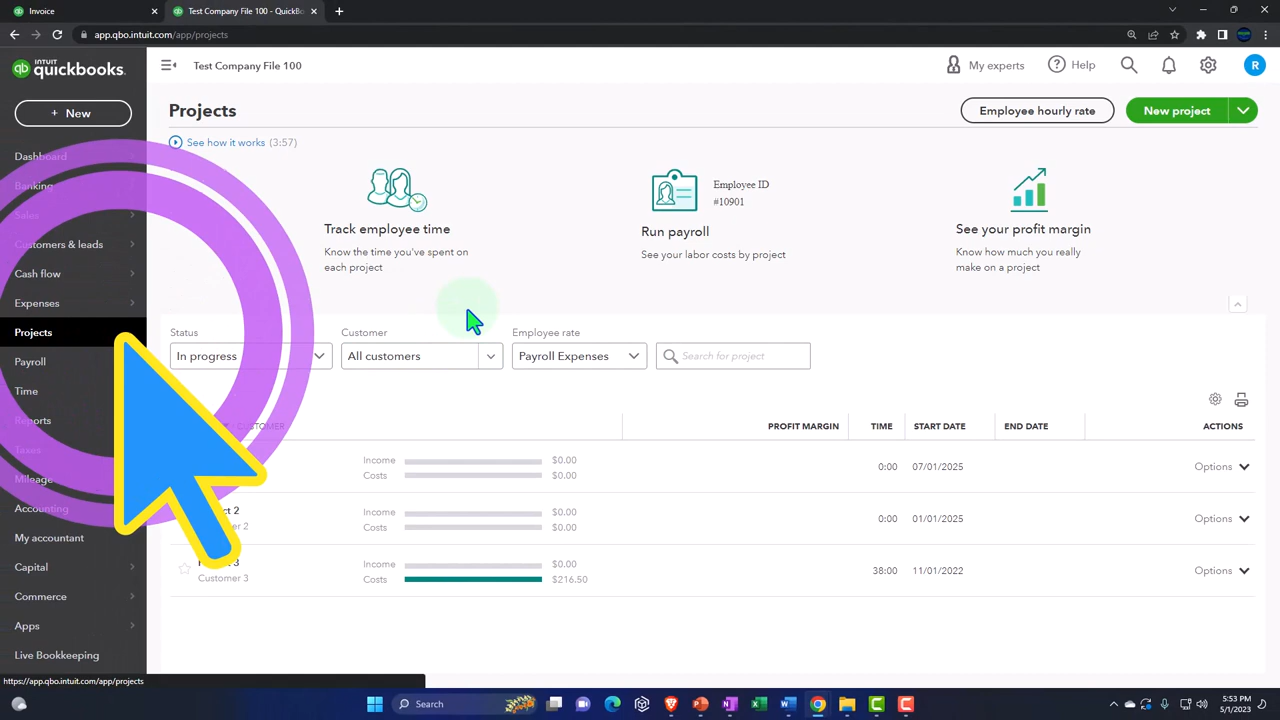 Invoice
Test Company File 100 - QuickBo
app.qbo.intuit.com/app/projects
INTUIT
quickbooks.
Test Company File 100
My experts
Help
R
+ New
Projects
Employee hourly rate
New project
See how it works (3:57)
Dashboard
Banking
Sales
Customers & leads
Cash flow
Expenses
Projects
Payroll
Time
Reports
Taxes
Mileage
Accounting
My account
Capital
Commerce
Apps
Live Bookkeeping
Track employee time
Know the time you've spent on
each project
Employee ID
#10901
Run payroll
See your labor costs by project
See your profit margin
Know how much you really
make on a project
Status
Customer
Employee rate
In progress
All customers
Payroll Expenses
Search for project
CUSTOMER
PROFIT MARGIN
TIME
START DATE
END DATE
ACTIONS
Income $0.00
Costs $0.00
0:00 07/01/2025 Options
2
2
Income $0.00
Costs $0.00
0:00 01/01/2025 Options
3
Customer 3
Income $0.00
Costs $216.50
38:00 11/01/2022 Options
https://qbo.intuit.com/app/projects
Search
5:53 PM
5/1/2023